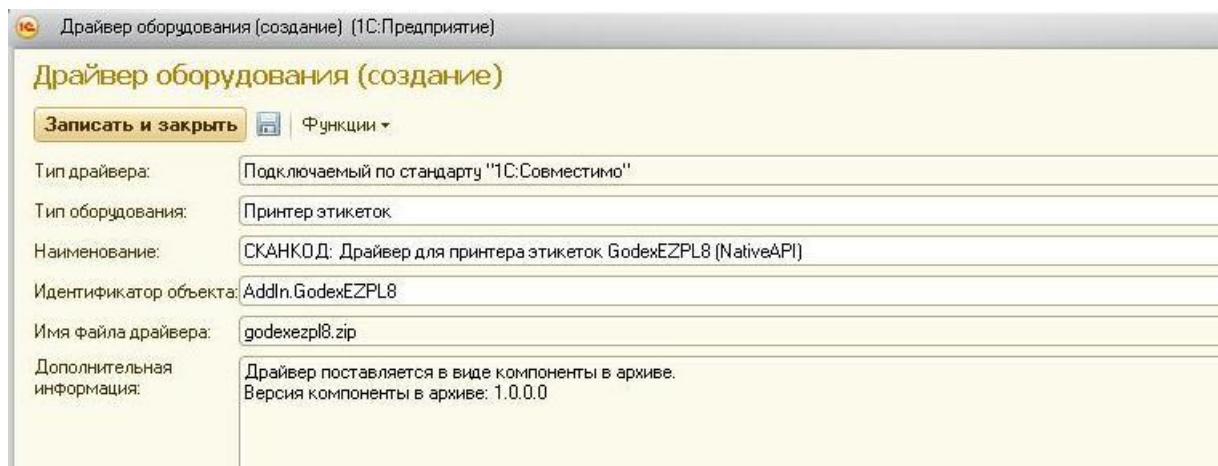 1С Драйвер оборудования (создание) (1С:Предприятие)
Драйвер оборудования (создание)
Записать и закрыть Функции
Тип драйвера: Подключаемый по стандарту "1С:Совместимо"
Тип оборудования: Принтер этикеток
Наименование: СКАНКОД: Драйвер для принтера этикеток GodexEZPL8 (NativeAPI)
Идентификатор объекта: AddIn.GodexEZPL8
Имя файла драйвера: godexezpl8.zip
Дополнительная информация: Драйвер поставляется в виде компоненты в архиве.
Версия компоненты в архиве: 1.0.0.0